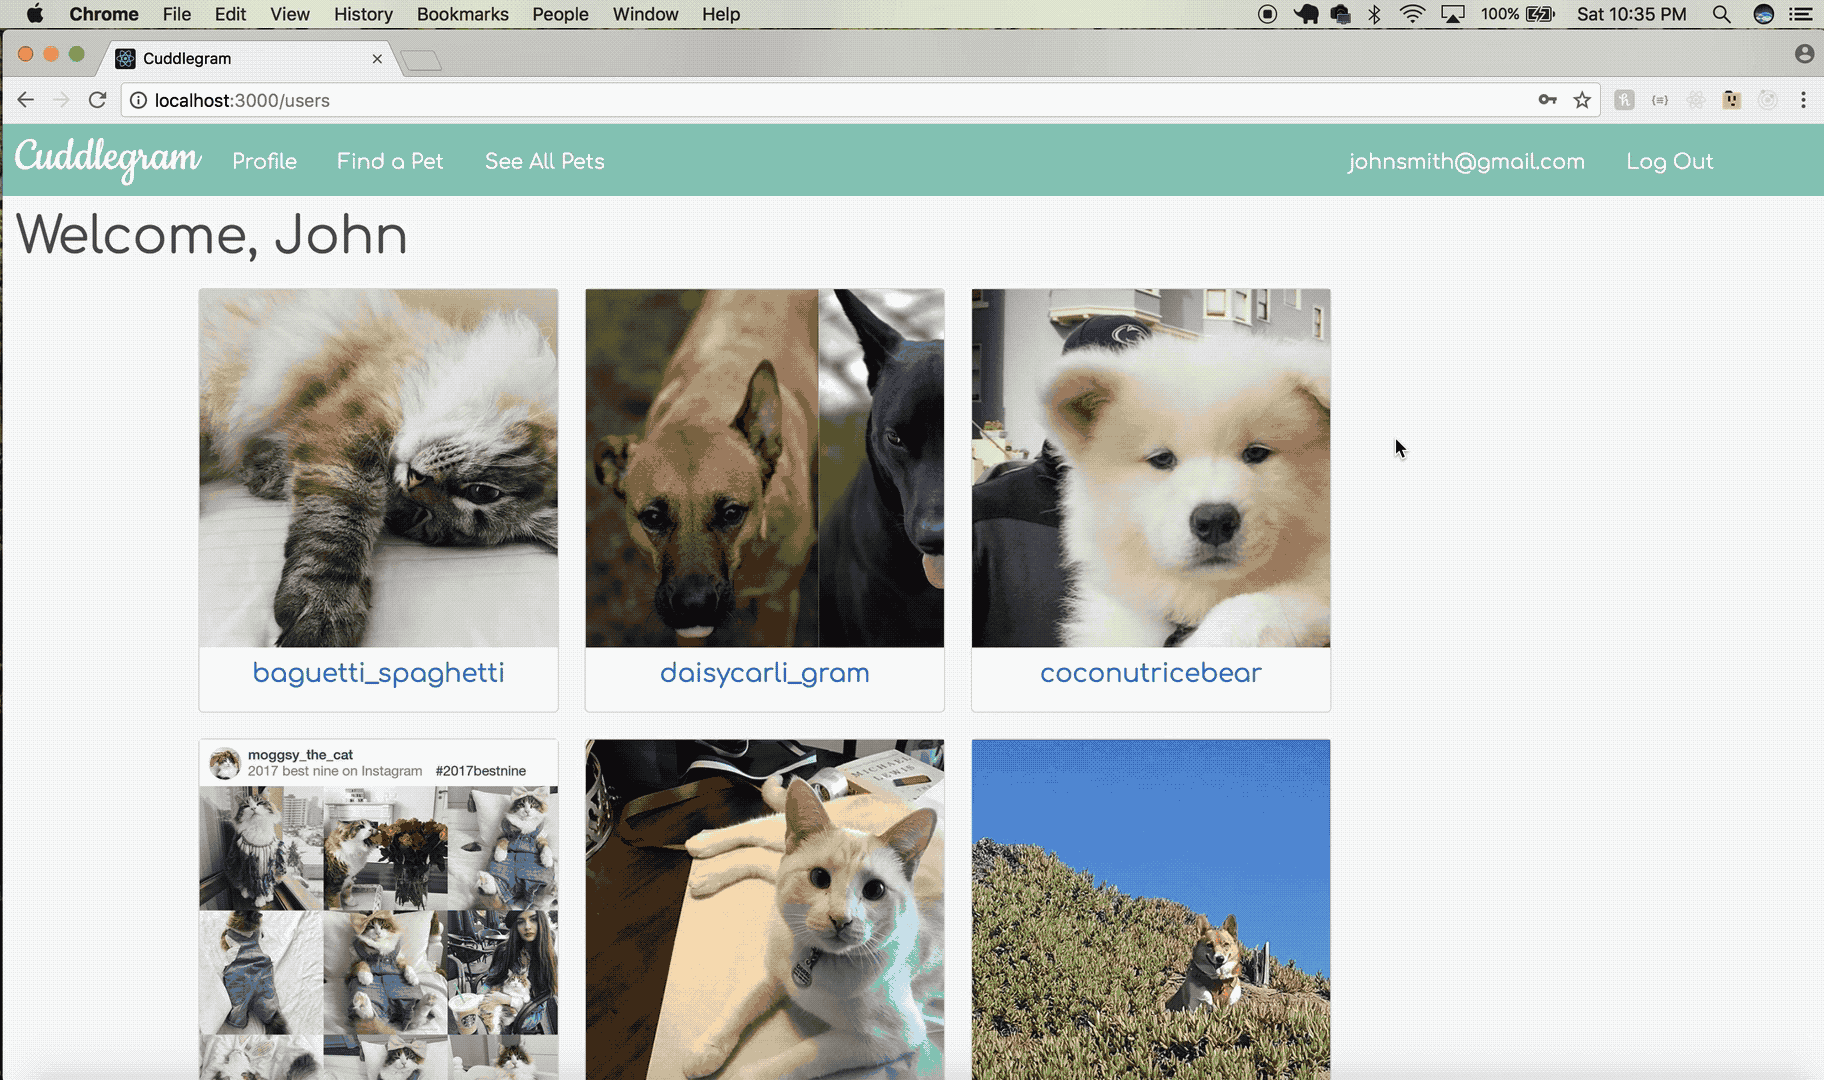 Chrome File Edit View History Bookmarks People Window Help 100% Sat 10:35 PM
Cuddlegram
localhost:3000/users
Cuddlegram Profile Find a Pet See All Pets johnsmith@gmail.com Log Out
Welcome, John
baguetti_spaghetti daisycarli_gram coconutricebear
moggsy_the_cat
2017 best nine on Instagram #2017bestnine
MICHAEL
LEWIS